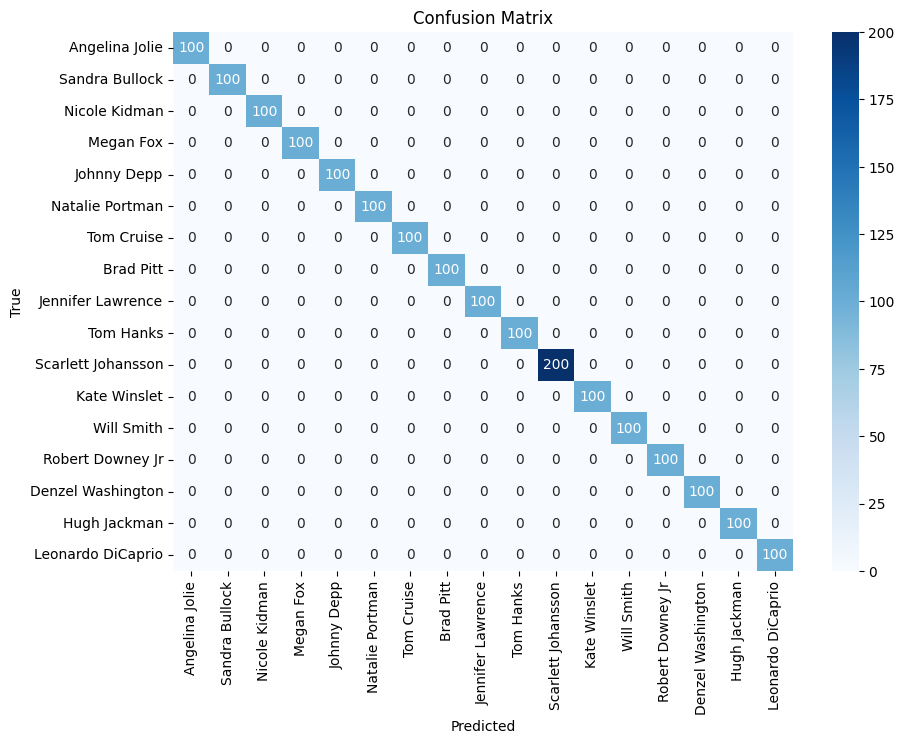 Confusion Matrix
True
Angelina Jolie 100 0 0 0 0 0 0 0 0 0 0 0 0 0 0 0 0
Sandra Bullock 0 100 0 0 0 0 0 0 0 0 0 0 0 0 0 0 0
Nicole Kidman 0 0 100 0 0 0 0 0 0 0 0 0 0 0 0 0 0
Megan Fox 0 0 0 100 0 0 0 0 0 0 0 0 0 0 0 0 0
Johnny Depp 0 0 0 0 100 0 0 0 0 0 0 0 0 0 0 0 0
Natalie Portman 0 0 0 0 0 100 0 0 0 0 0 0 0 0 0 0 0
Tom Cruise 0 0 0 0 0 0 100 0 0 0 0 0 0 0 0 0 0
Brad Pitt 0 0 0 0 0 0 0 100 0 0 0 0 0 0 0 0 0
Jennifer Lawrence 0 0 0 0 0 0 0 0 100 0 0 0 0 0 0 0 0
Tom Hanks 0 0 0 0 0 0 0 0 0 100 0 0 0 0 0 0 0
Scarlett Johansson 0 0 0 0 0 0 0 0 0 0 200 0 0 0 0 0 0
Kate Winslet 0 0 0 0 0 0 0 0 0 0 0 100 0 0 0 0 0
Will Smith 0 0 0 0 0 0 0 0 0 0 0 0 100 0 0 0 0
Robert Downey Jr 0 0 0 0 0 0 0 0 0 0 0 0 0 100 0 0 0
Denzel Washington 0 0 0 0 0 0 0 0 0 0 0 0 0 0 100 0 0
Hugh Jackman 0 0 0 0 0 0 0 0 0 0 0 0 0 0 0 100 0
Leonardo DiCaprio 0 0 0 0 0 0 0 0 0 0 0 0 0 0 0 0 100
Angelina Jolie
Sandra Bullock
Nicole Kidman
Megan Fox
Johnny Depp
Natalie Portman
Tom Cruise
Brad Pitt
Jennifer Lawrence
Tom Hanks
Scarlett Johansson
Kate Winslet
Will Smith
Robert Downey Jr
Denzel Washington
Hugh Jackman
Leonardo DiCaprio
Predicted
200
175
150
125
100
75
50
25
0